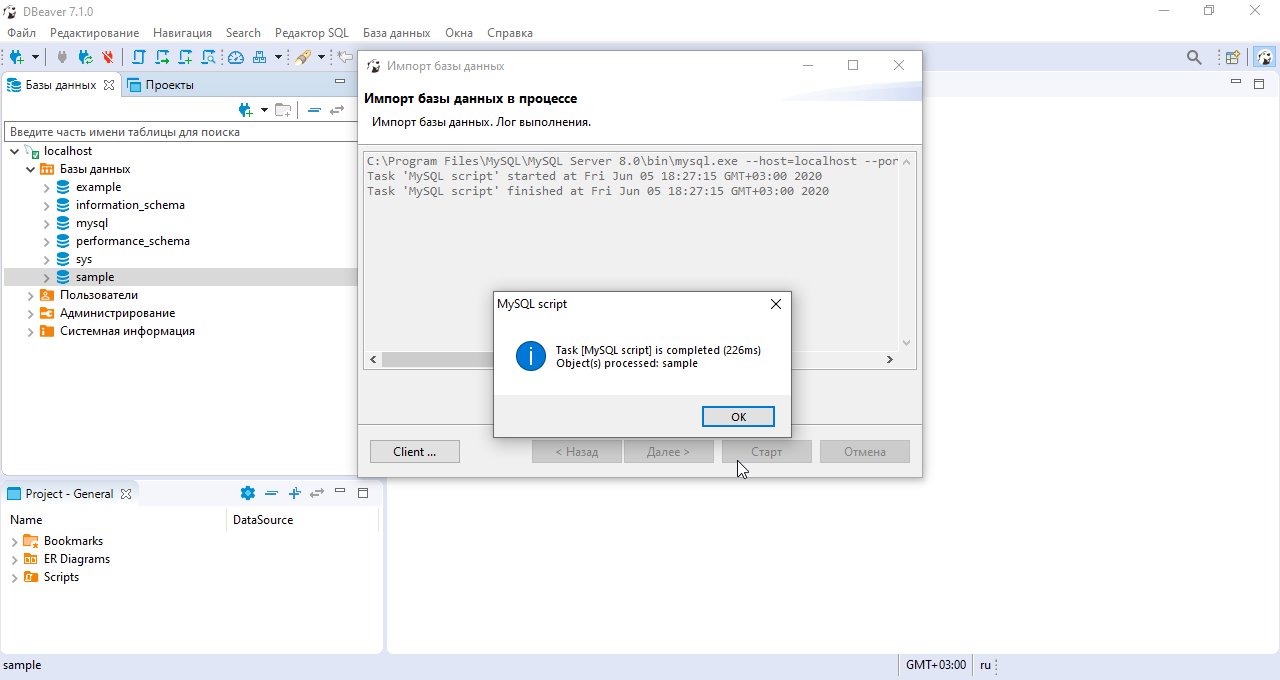 DBeaver 7.1.0
Файл Редактирование Навигация Search Редактор SQL База данных Окна Справка
Базы данных Проекты
Введите часть имени таблицы для поиска
localhost
Базы данных
example
information_schema
mysql
performance_schema
sys
sample
Пользователи
Администрирование
Системная информация
Импорт базы данных
Импорт базы данных в процессе
Импорт базы данных. Лог выполнения.
C:\Program Files\MySQL\MySQL Server 8.0\bin\mysql.exe --host=localhost --por
Task 'MySQL script' started at Fri Jun 05 18:27:15 GMT+03:00 2020
Task 'MySQL script' finished at Fri Jun 05 18:27:15 GMT+03:00 2020
MySQL script
Task [MySQL script] is completed (226ms)
Object(s) processed: sample
OK
Client ... < Назад Далее > Старт Отмена
Project - General
Name DataSource
Bookmarks
ER Diagrams
Scripts
sample GMT+03:00 ru